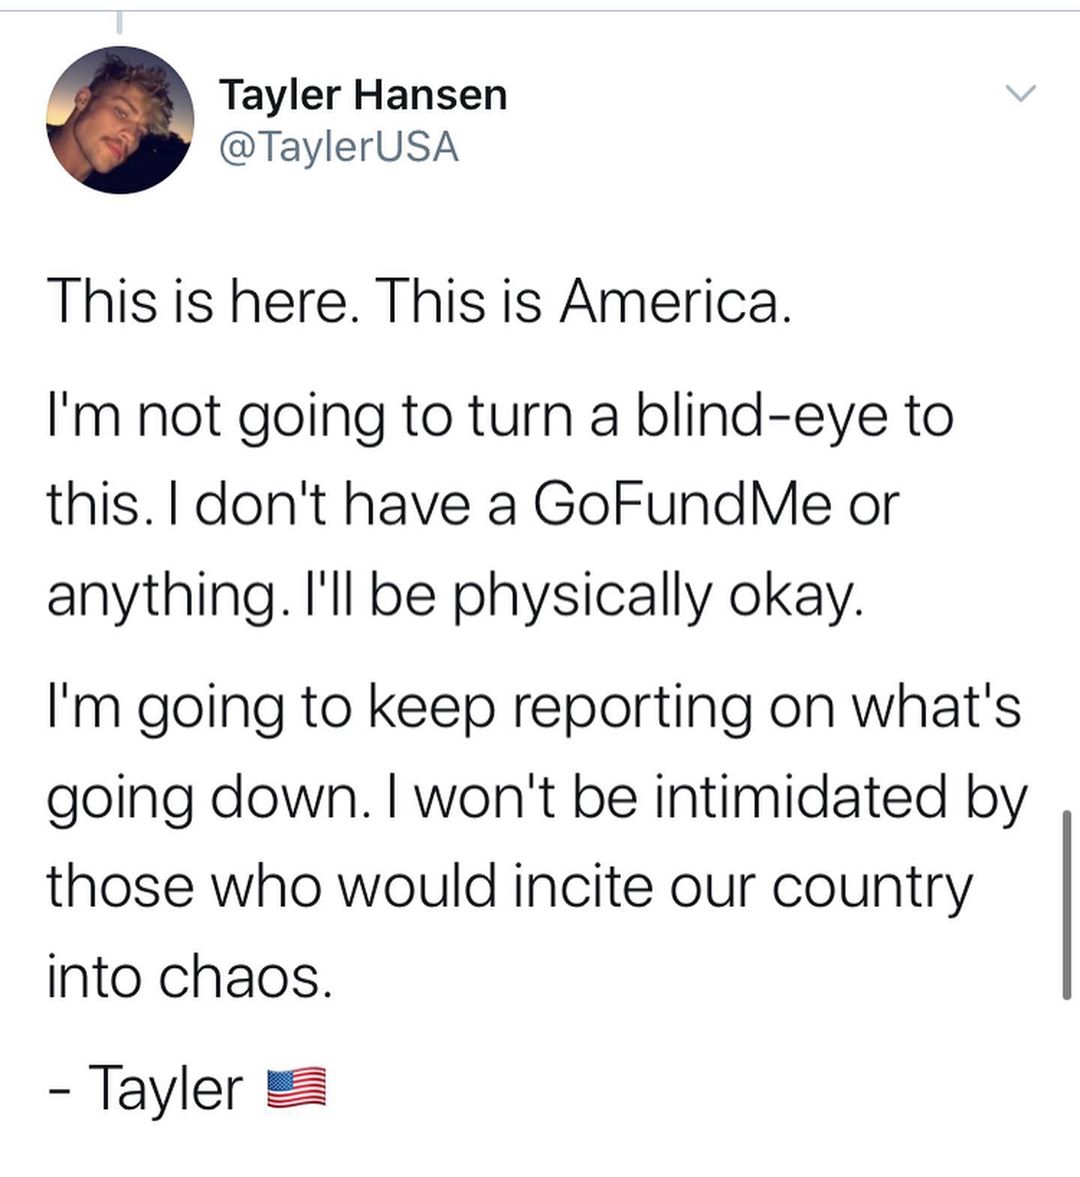 Tayler Hansen
@TaylerUSA
This is here. This is America.
I'm not going to turn a blind-eye to
this. I don't have a GoFundMe or
anything. I'll be physically okay.
I'm going to keep reporting on what's
going down. I won't be intimidated by
those who would incite our country
into chaos.
- Tayler 🇺🇸